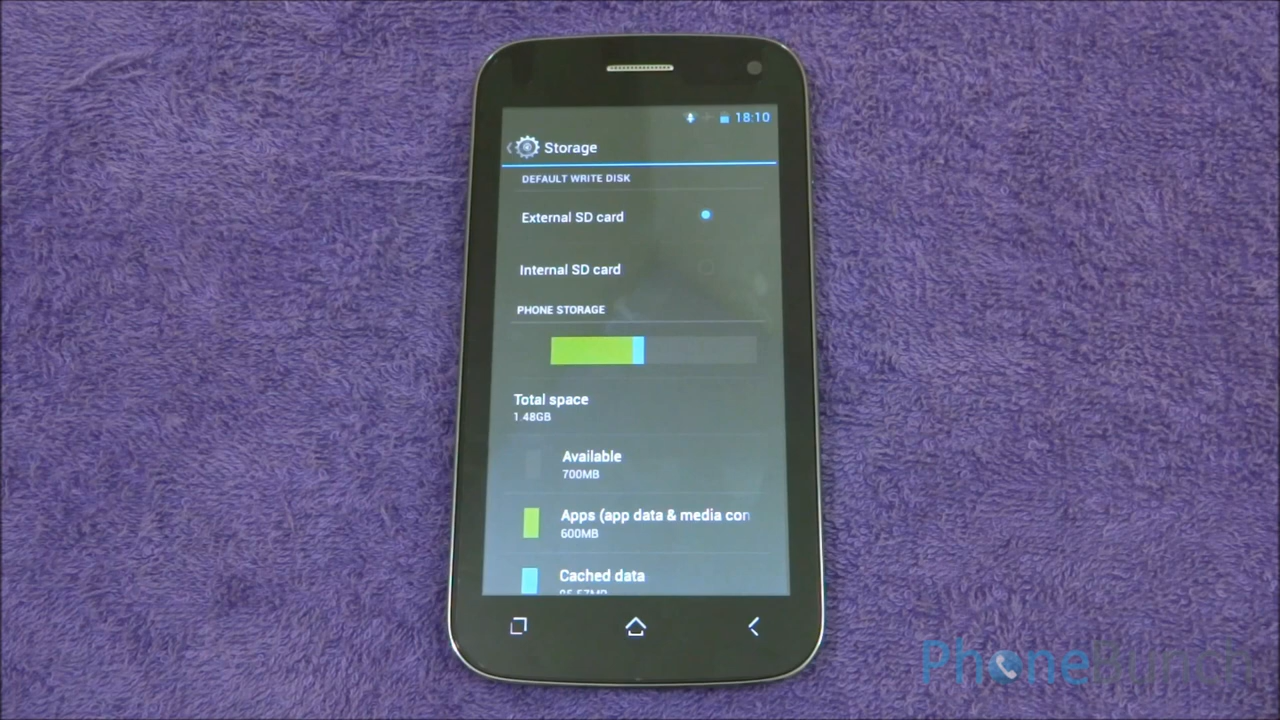 18:10
Storage
DEFAULT WRITE DISK
External SD card
Internal SD card
PHONE STORAGE
Total space
1.48GB
Available
700MB
Apps (app data & media con
600MB
Cached data
PhoneBunch